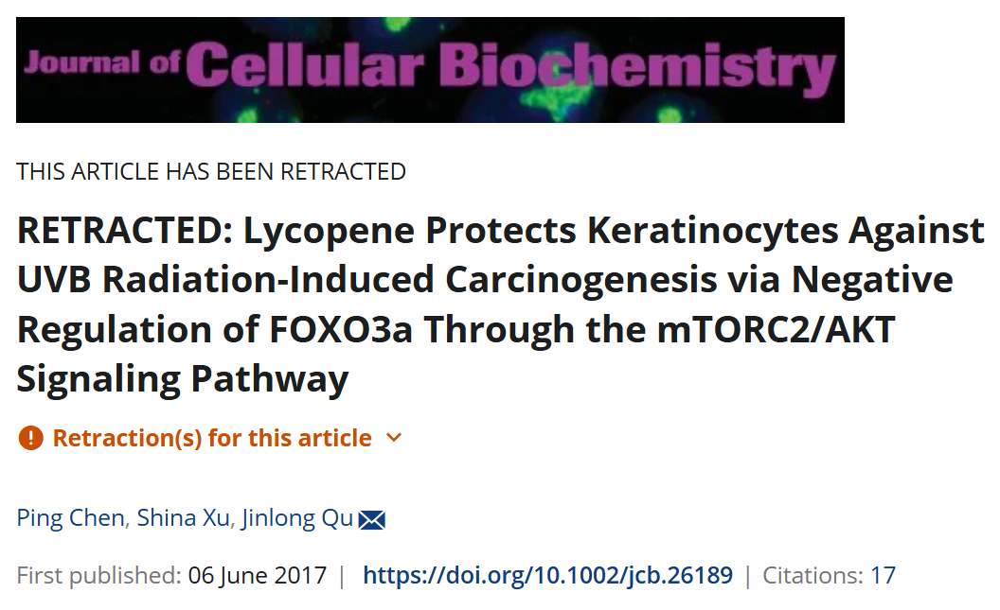 Journal of Cellular Biochemistry
THIS ARTICLE HAS BEEN RETRACTED
RETRACTED: Lycopene Protects Keratinocytes Against
UVB Radiation-Induced Carcinogenesis via Negative
Regulation of FOXO3a Through the mTORC2/AKT
Signaling Pathway
Retraction(s) for this article
Ping Chen, Shina Xu, Jinlong Qu
First published: 06 June 2017 | https://doi.org/10.1002/jcb.26189 | Citations: 17